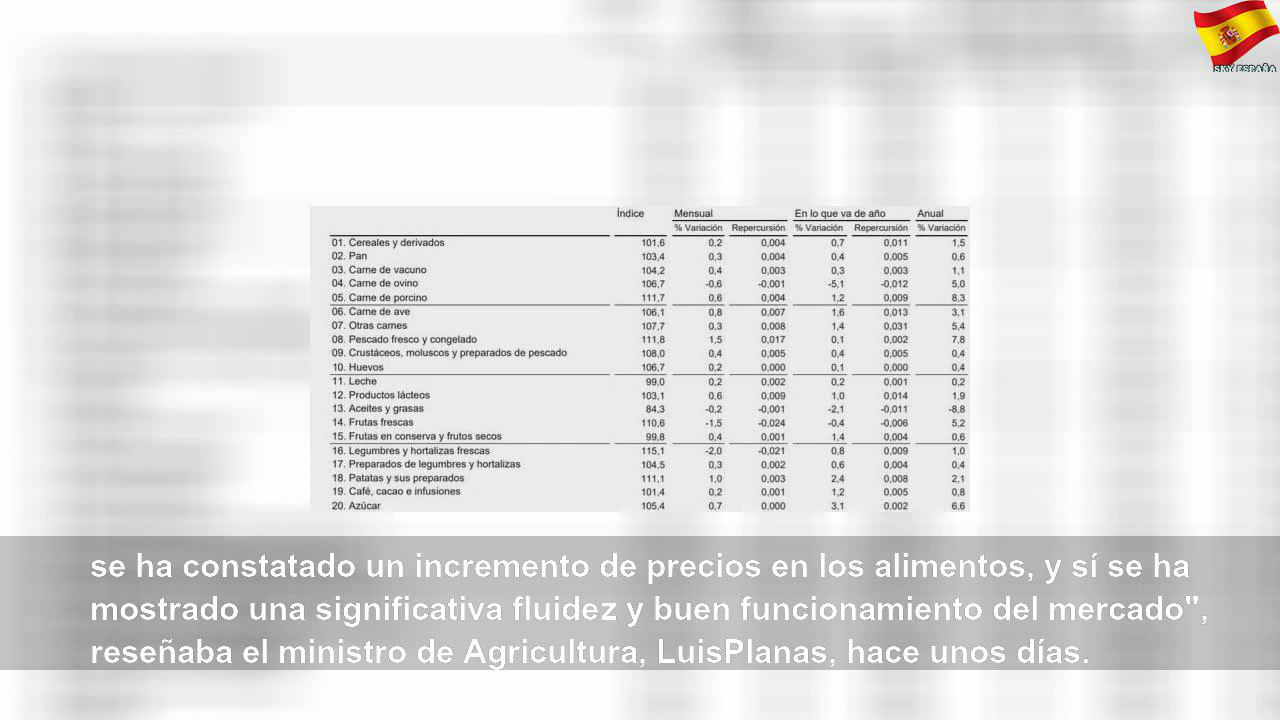 SKY ESPAÑA
Índice Mensual En lo que va de año Anual
% Variación Repercursión % Variación Repercursión % Variación
01. Cereales y derivados 101,6 0,2 0,004 0,7 0,011 1,5
02. Pan 103,4 0,3 0,004 0,4 0,005 0,6
03. Carne de vacuno 104,2 0,4 0,003 0,3 0,003 1,1
04. Carne de ovino 106,7 -0,6 -0,001 -5,1 -0,012 5,0
05. Carne de porcino 111,7 0,6 0,004 1,2 0,009 8,3
06. Carne de ave 106,1 0,8 0,007 1,6 0,013 3,1
07. Otras carnes 107,7 0,3 0,008 1,4 0,031 5,4
08. Pescado fresco y congelado 111,8 1,5 0,017 0,1 0,002 7,8
09. Crustáceos, moluscos y preparados de pescado 108,0 0,4 0,005 0,4 0,005 0,4
10. Huevos 106,7 0,2 0,000 0,1 0,000 0,4
11. Leche 99,0 0,2 0,002 0,2 0,001 0,2
12. Productos lácteos 103,1 0,6 0,009 1,0 0,014 1,9
13. Aceites y grasas 84,3 -0,2 -0,001 -2,1 -0,011 -8,8
14. Frutas frescas 110,6 -1,5 -0,024 -0,4 -0,006 5,2
15. Frutas en conserva y frutos secos 99,8 0,4 0,001 1,4 0,004 0,6
16. Legumbres y hortalizas frescas 115,1 -2,0 -0,021 0,8 0,009 1,0
17. Preparados de legumbres y hortalizas 104,5 0,3 0,002 0,6 0,004 0,4
18. Patatas y sus preparados 111,1 1,0 0,003 2,4 0,008 2,1
19. Café, cacao e infusiones 101,4 0,2 0,001 1,2 0,005 0,8
20. Azúcar 105,4 0,7 0,000 3,1 0,002 6,6
se ha constatado un incremento de precios en los alimentos, y sí se ha
mostrado una significativa fluidez y buen funcionamiento del mercado",
reseñaba el ministro de Agricultura, LuisPlanas, hace unos días.